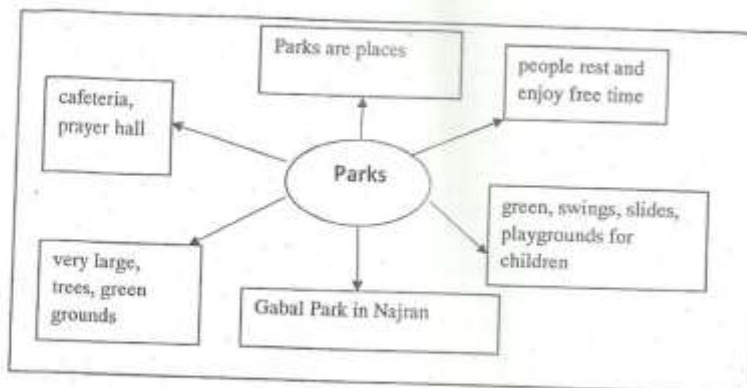 Parks are places
people rest and
enjoy free time
cafeteria,
prayer hall
Parks
green, swings, slides,
playgrounds for
children
very large,
trees, green
grounds
Gabal Park in Najran